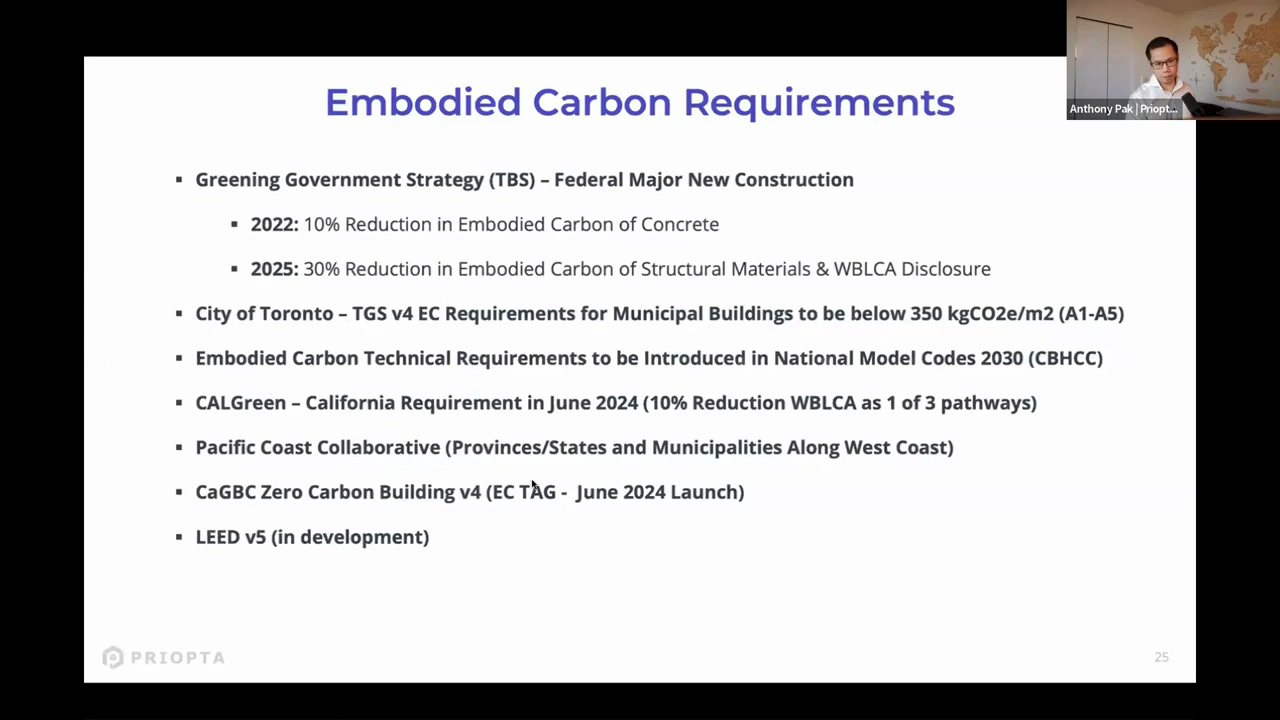 Embodied Carbon Requirements
Anthony Pak | Priopt...
▪ Greening Government Strategy (TBS) – Federal Major New Construction
▪ 2022: 10% Reduction in Embodied Carbon of Concrete
▪ 2025: 30% Reduction in Embodied Carbon of Structural Materials & WBLCA Disclosure
▪ City of Toronto – TGS v4 EC Requirements for Municipal Buildings to be below 350 kgCO2e/m2 (A1-A5)
▪ Embodied Carbon Technical Requirements to be Introduced in National Model Codes 2030 (CBHCC)
▪ CALGreen – California Requirement in June 2024 (10% Reduction WBLCA as 1 of 3 pathways)
▪ Pacific Coast Collaborative (Provinces/States and Municipalities Along West Coast)
▪ CaGBC Zero Carbon Building v4 (EC TAG - June 2024 Launch)
▪ LEED v5 (in development)
PRIOPTA
25